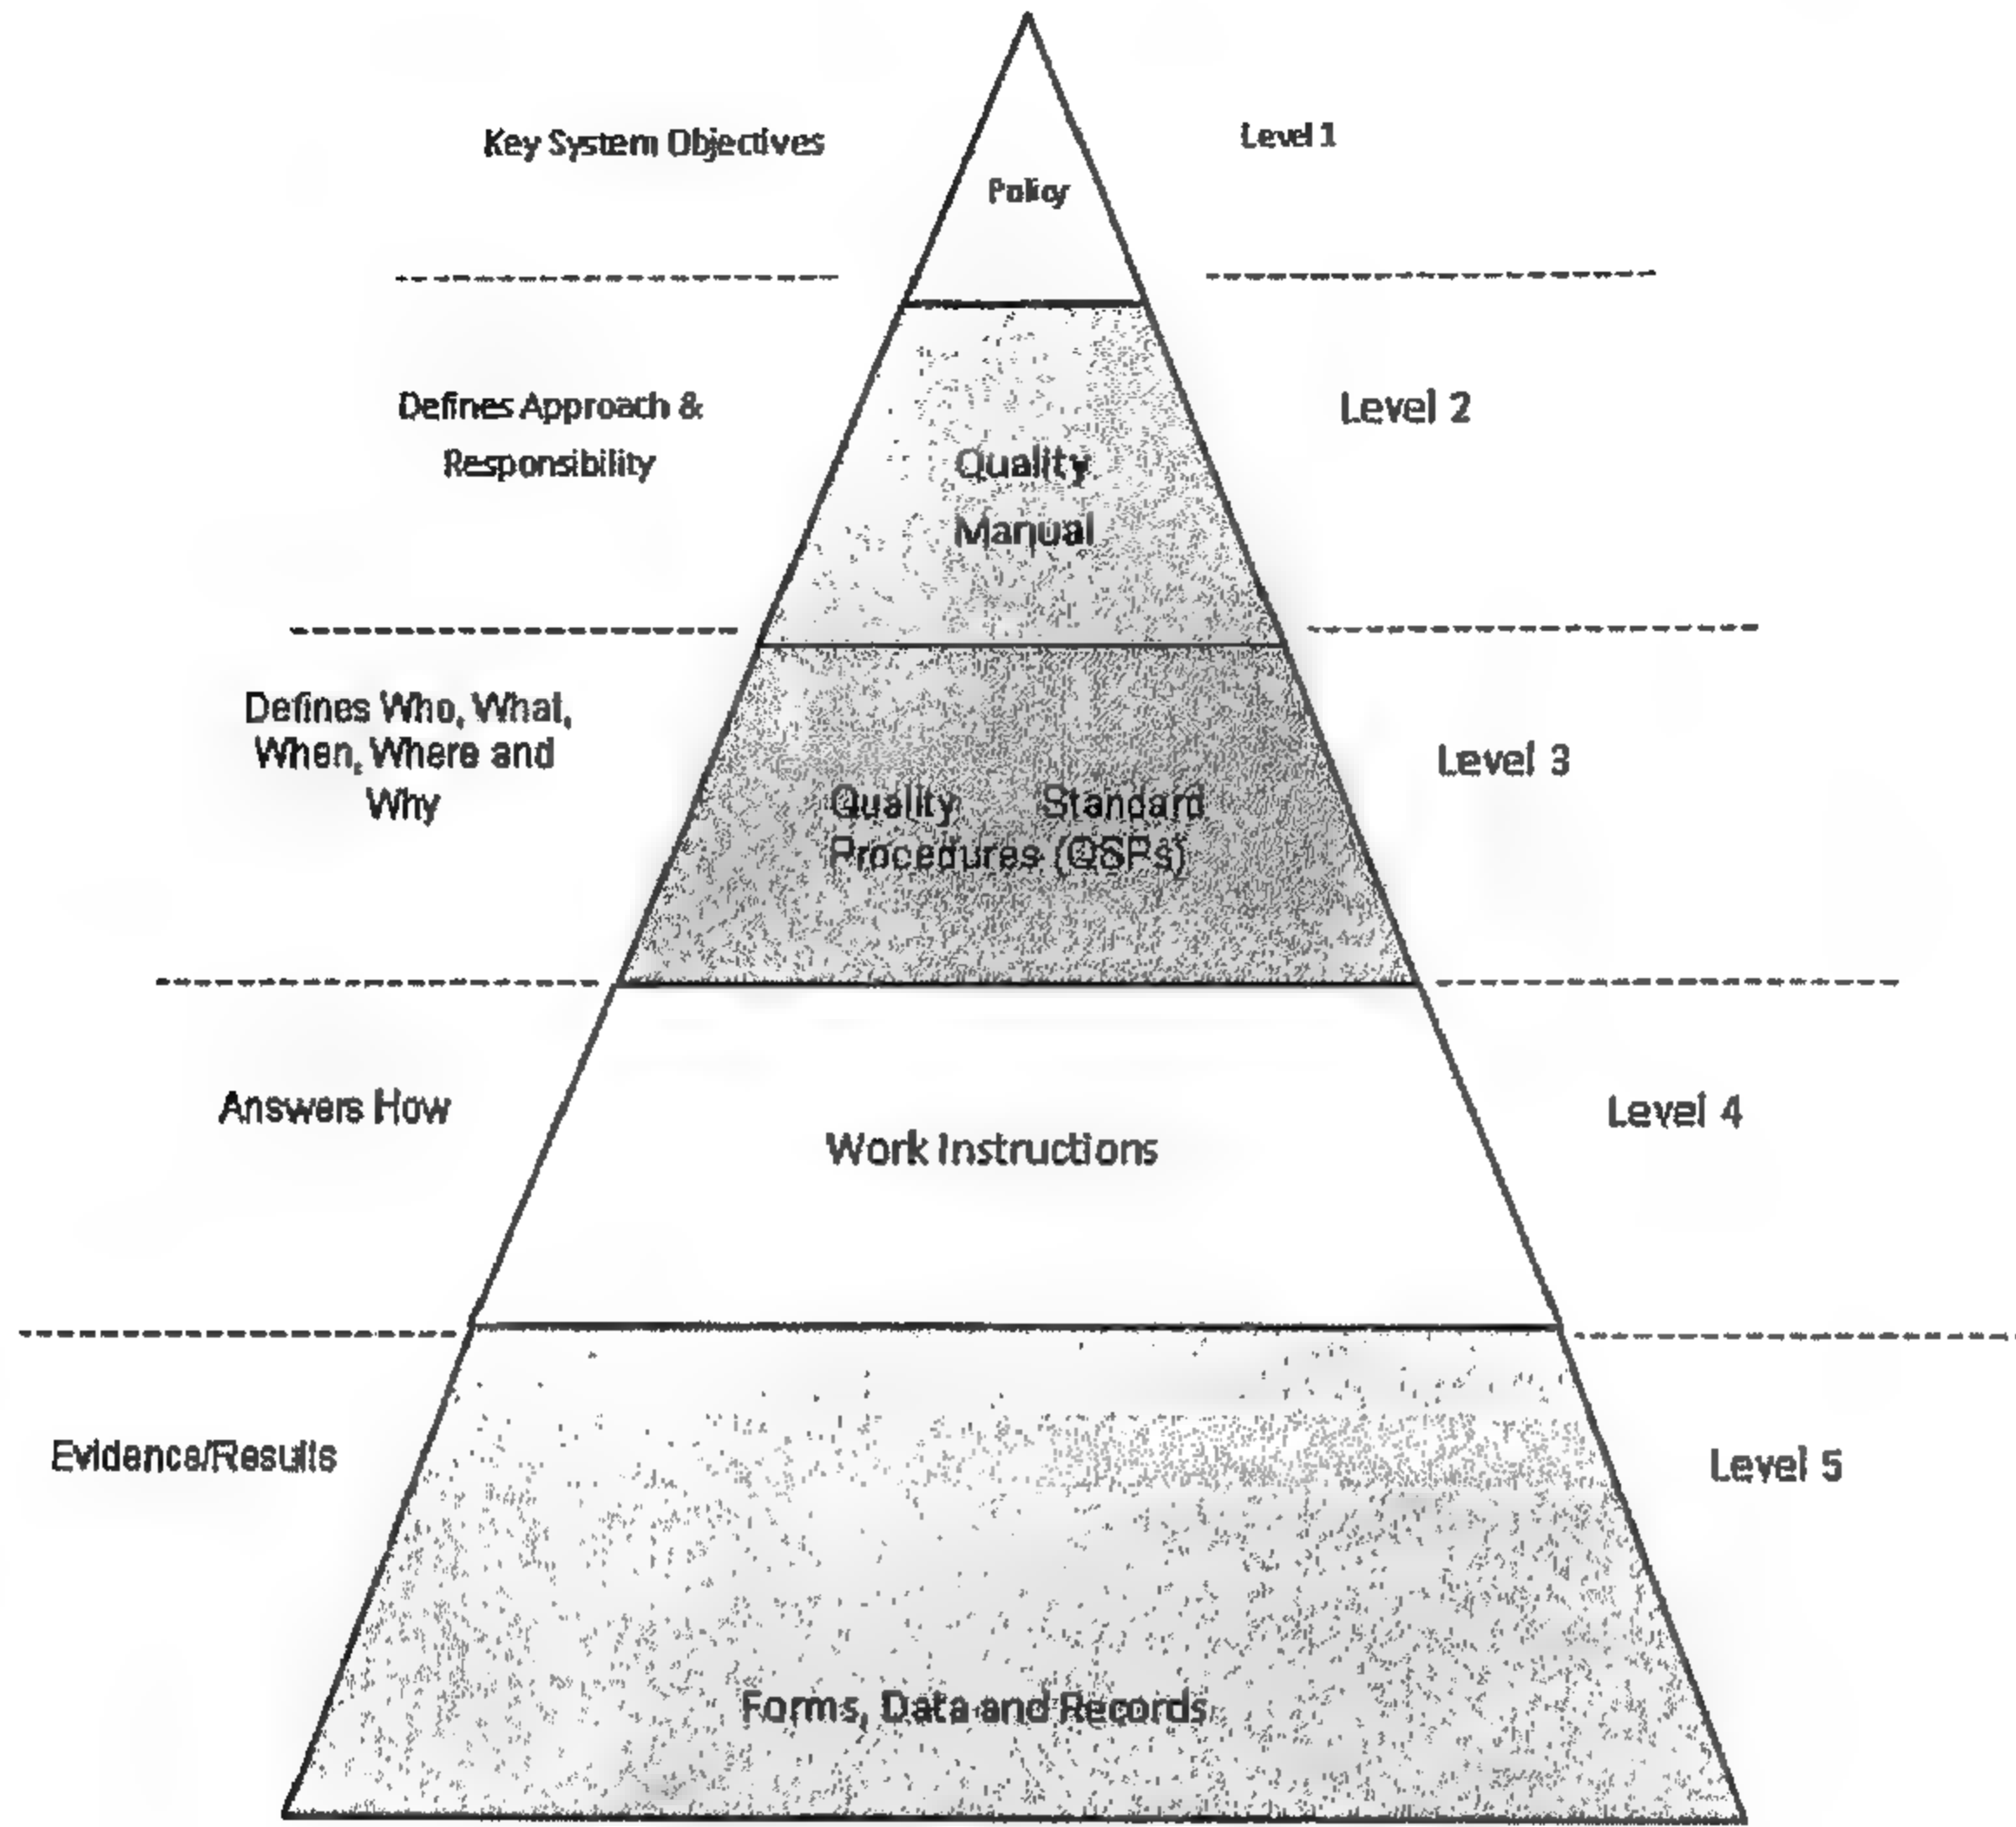 Key System Objectives
Level 1
Policy
Defines Approach &
Responsibility
Level 2
Quality
Manual
Defines Who, What,
When, Where and
Why
Level 3
Quality Standard
Procedures (QSPs)
Answers How
Level 4
Work Instructions
Evidence/Results
Level 5
Forms, Data and Records